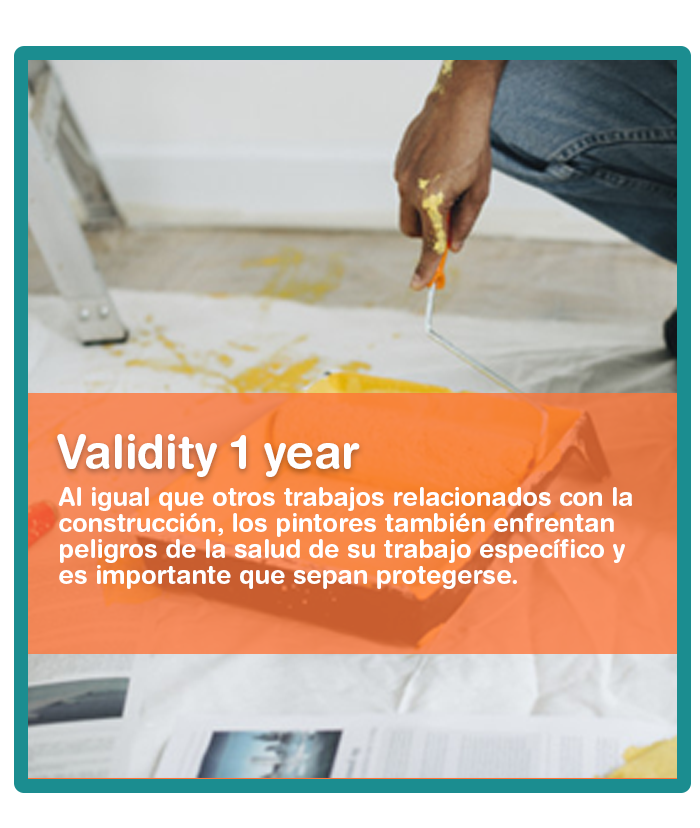 Validity 1 year
Al igual que otros trabajos relacionados con la
construcción, los pintores también enfrentan
peligros de la salud de su trabajo específico y
es importante que sepan protegerse.